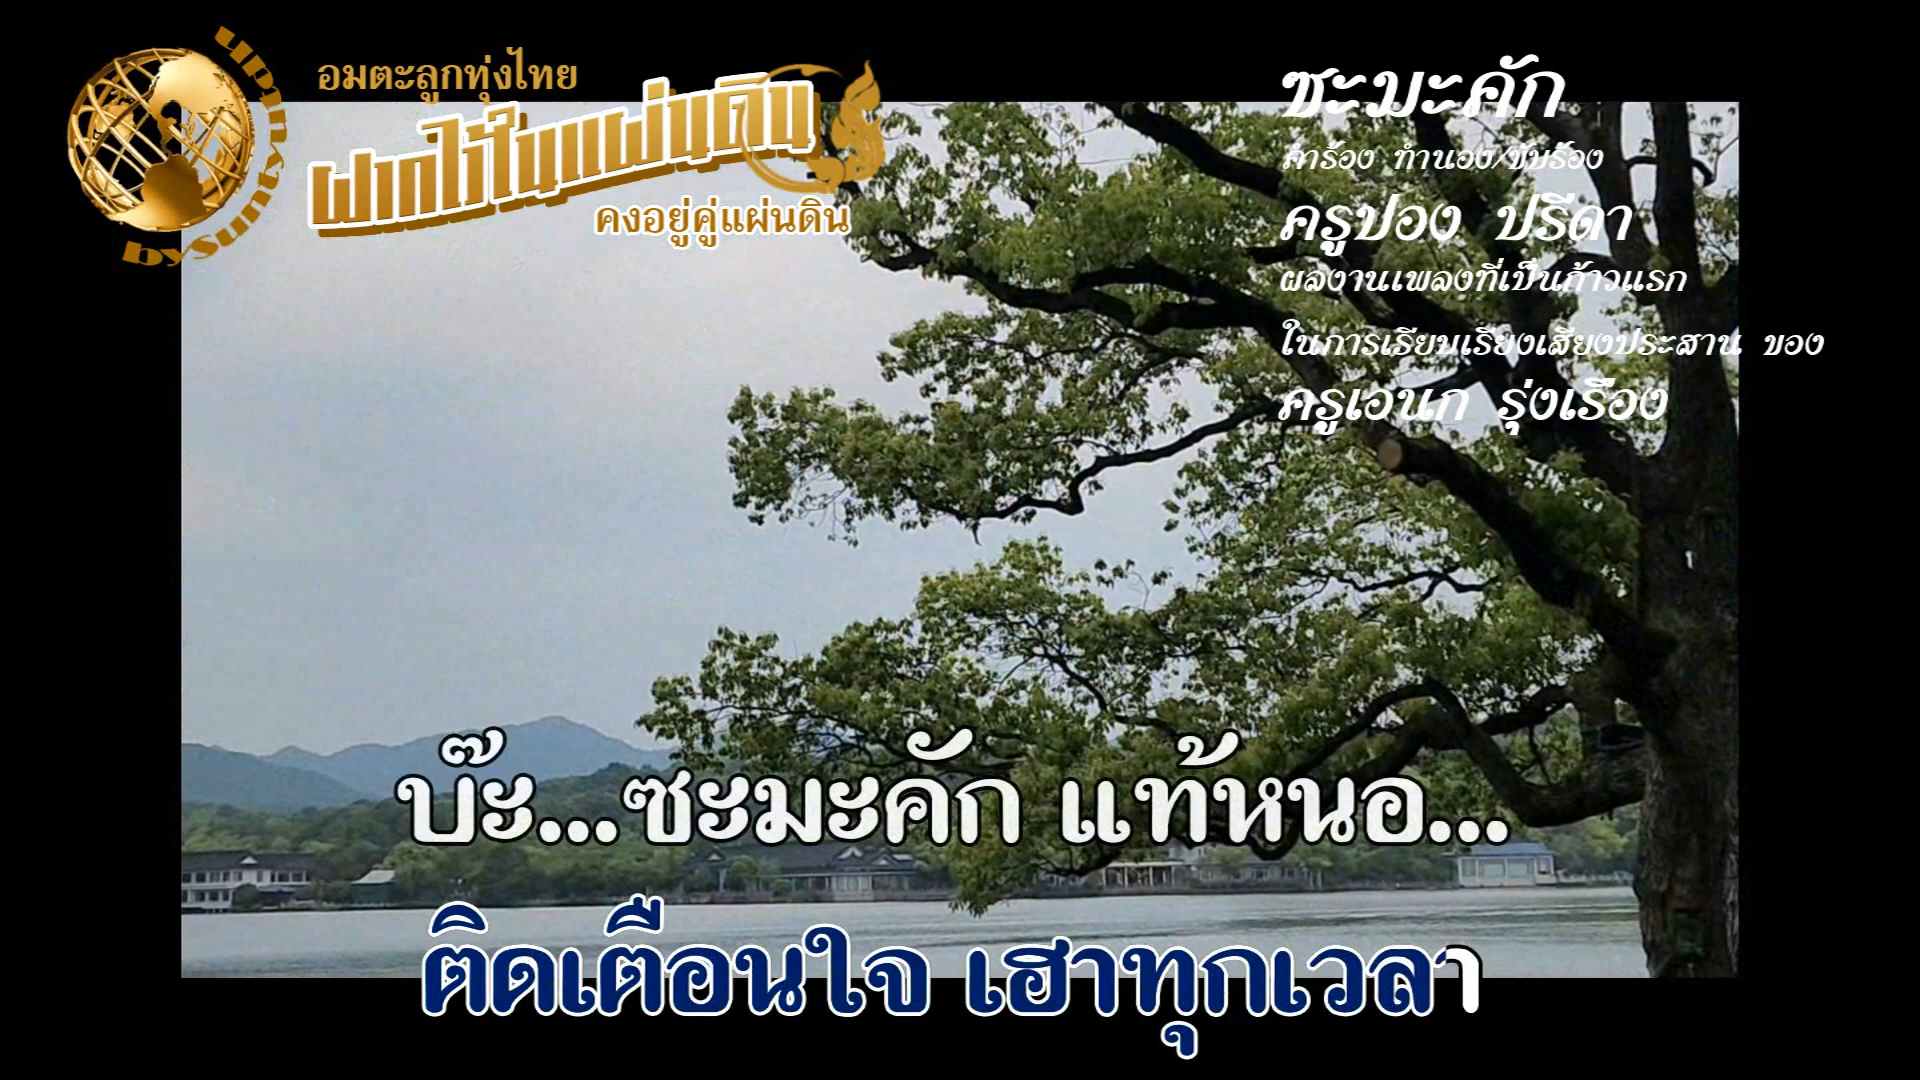 อมตะลูกทุ่งไทย
ฝากไว้ในแผ่นดิน
คงอยู่คู่แผ่นดิน
bySuntyupan
ซะมะคัก
คำร้อง ทำนอง/ขับร้อง
ครูปอง ปรีดา
ผลงานเพลงที่เป็นก้าวแรก
ในการเรียบเรียงเสียงประสาน ของ
ครูเอนก รุ่งเรือง
บ๊ะ...ซะมะคัก แท้หนอ...
ติดเตือนใจ เฮาทุกเวลา